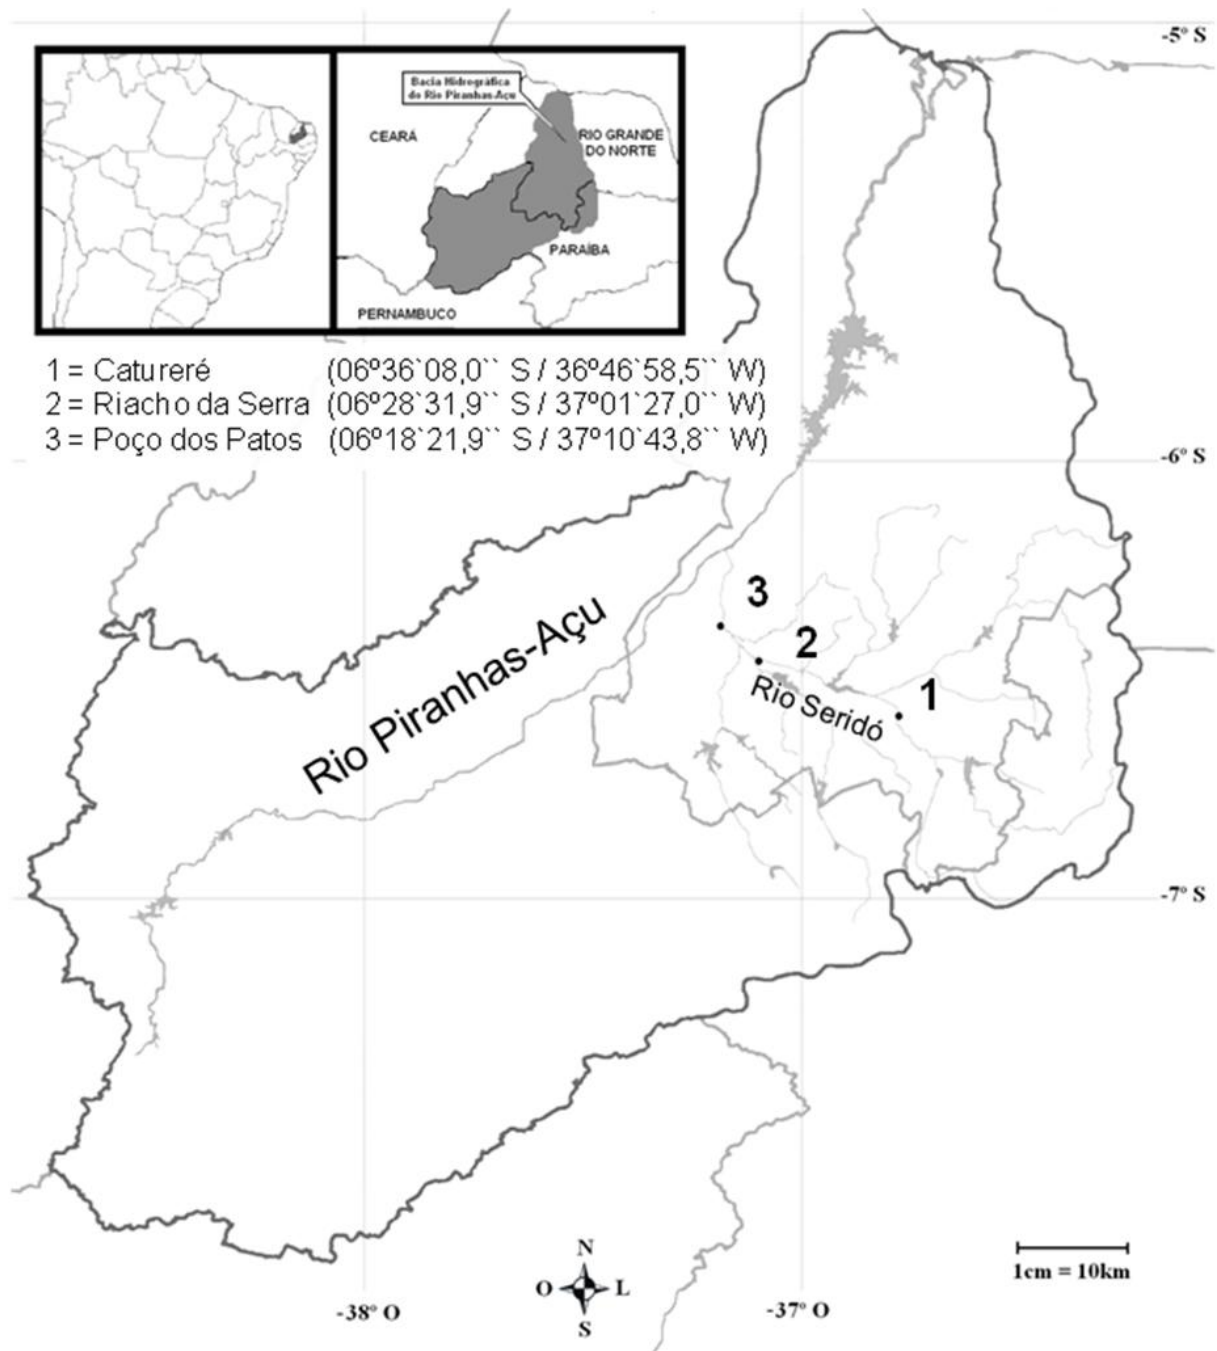 -5º S
Bacia Hidrográfica
do Rio Piranhas-Açu
CEARÁ
RIO GRANDE
DO NORTE
PARAÍBA
PERNAMBUCO
1 = Catureré (06º36`08,0`` S / 36º46`58,5`` W)
2 = Riacho da Serra (06º28`31,9`` S / 37º01`27,0`` W)
3 = Poço dos Patos (06º18`21,9`` S / 37º10`43,8`` W)
-6º S
3
2
1
Rio Piranhas-Açu
Rio Seridó
-7º S
N
O L
S
1cm = 10km
-38º O
-37º O